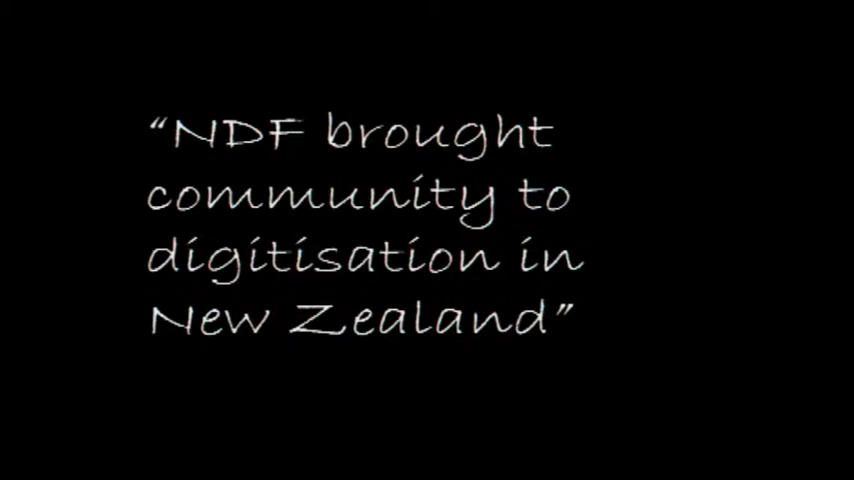 “NDF brought
community to
digitisation in
New Zealand”